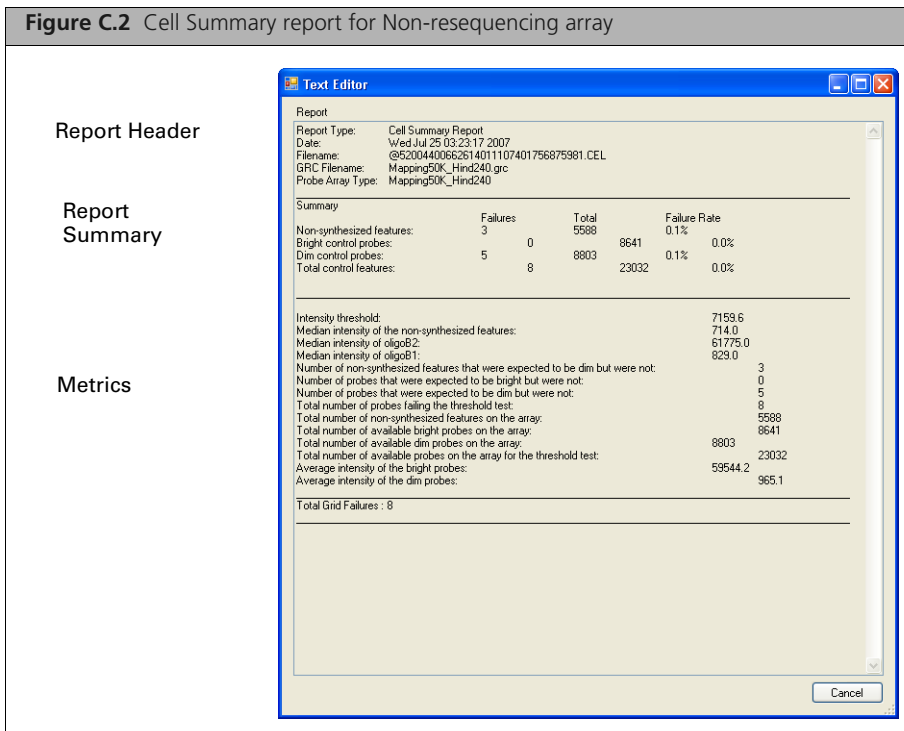 Figure C.2 Cell Summary report for Non-resequencing array
Text Editor
Report Header
Report
Summary
Metrics
Report
Report Type: Cell Summary Report
Date: Wed Jul 25 03:23:17 2007
Filename: @52004400662614011107401756875981.CEL
GRC Filename: Mapping50K_Hind240.grc
Probe Array Type: Mapping50K_Hind240
Summary
Failures Total Failure Rate
Non-synthesized features: 3 5588 0.1%
Bright control probes: 0 8641 0.0%
Dim control probes: 5 8803 0.1%
Total control features: 8 23032 0.0%
Intensity threshold: 7159.6
Median intensity of the non-synthesized features: 714.0
Median intensity of oligoB2: 61775.0
Median intensity of oligoB1: 829.0
Number of non-synthesized features that were expected to be dim but were not: 3
Number of probes that were expected to be bright but were not: 0
Number of probes that were expected to be dim but were not: 5
Total number of probes failing the threshold test: 8
Total number of non-synthesized features on the array: 5588
Total number of available bright probes on the array: 8641
Total number of available dim probes on the array: 8803
Total number of available probes on the array for the threshold test: 23032
Average intensity of the bright probes: 59544.2
Average intensity of the dim probes: 965.1
Total Grid Failures : 8
Cancel